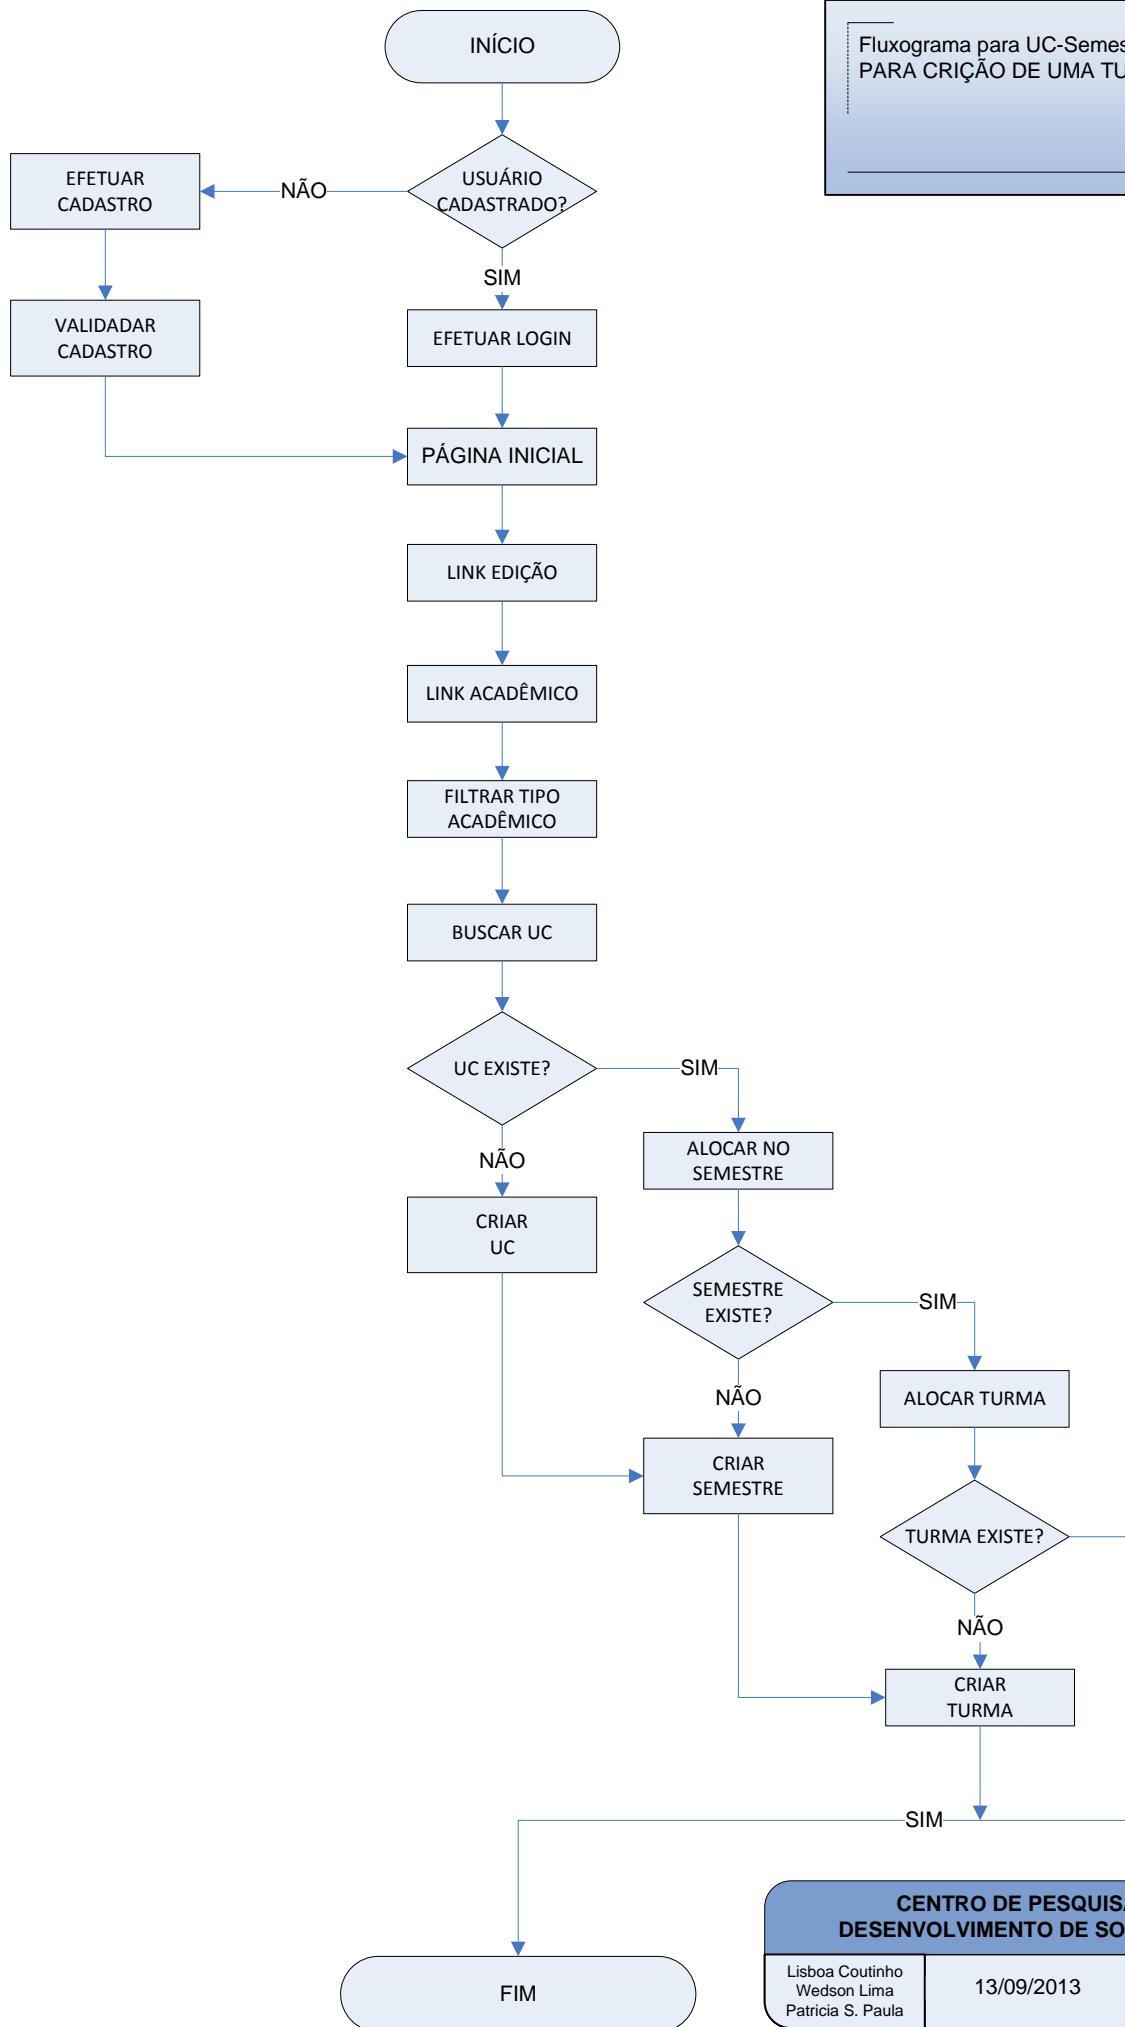 INÍCIO
Fluxograma para UC-Semes
PARA CRIÇÃO DE UMA TU
USUÁRIO
CADASTRADO?
NÃO
EFETUAR
CADASTRO
SIM
VALIDADAR
CADASTRO
EFETUAR LOGIN
PÁGINA INICIAL
LINK EDIÇÃO
LINK ACADÊMICO
FILTRAR TIPO
ACADÊMICO
BUSCAR UC
UC EXISTE?
SIM
NÃO
ALOCAR NO
SEMESTRE
CRIAR
UC
SEMESTRE
EXISTE?
SIM
NÃO
ALOCAR TURMA
CRIAR
SEMESTRE
TURMA EXISTE?
NÃO
CRIAR
TURMA
SIM
FIM
CENTRO DE PESQUISA
DESENVOLVIMENTO DE SO
Lisboa Coutinho
Wedson Lima
Patricia S. Paula
13/09/2013